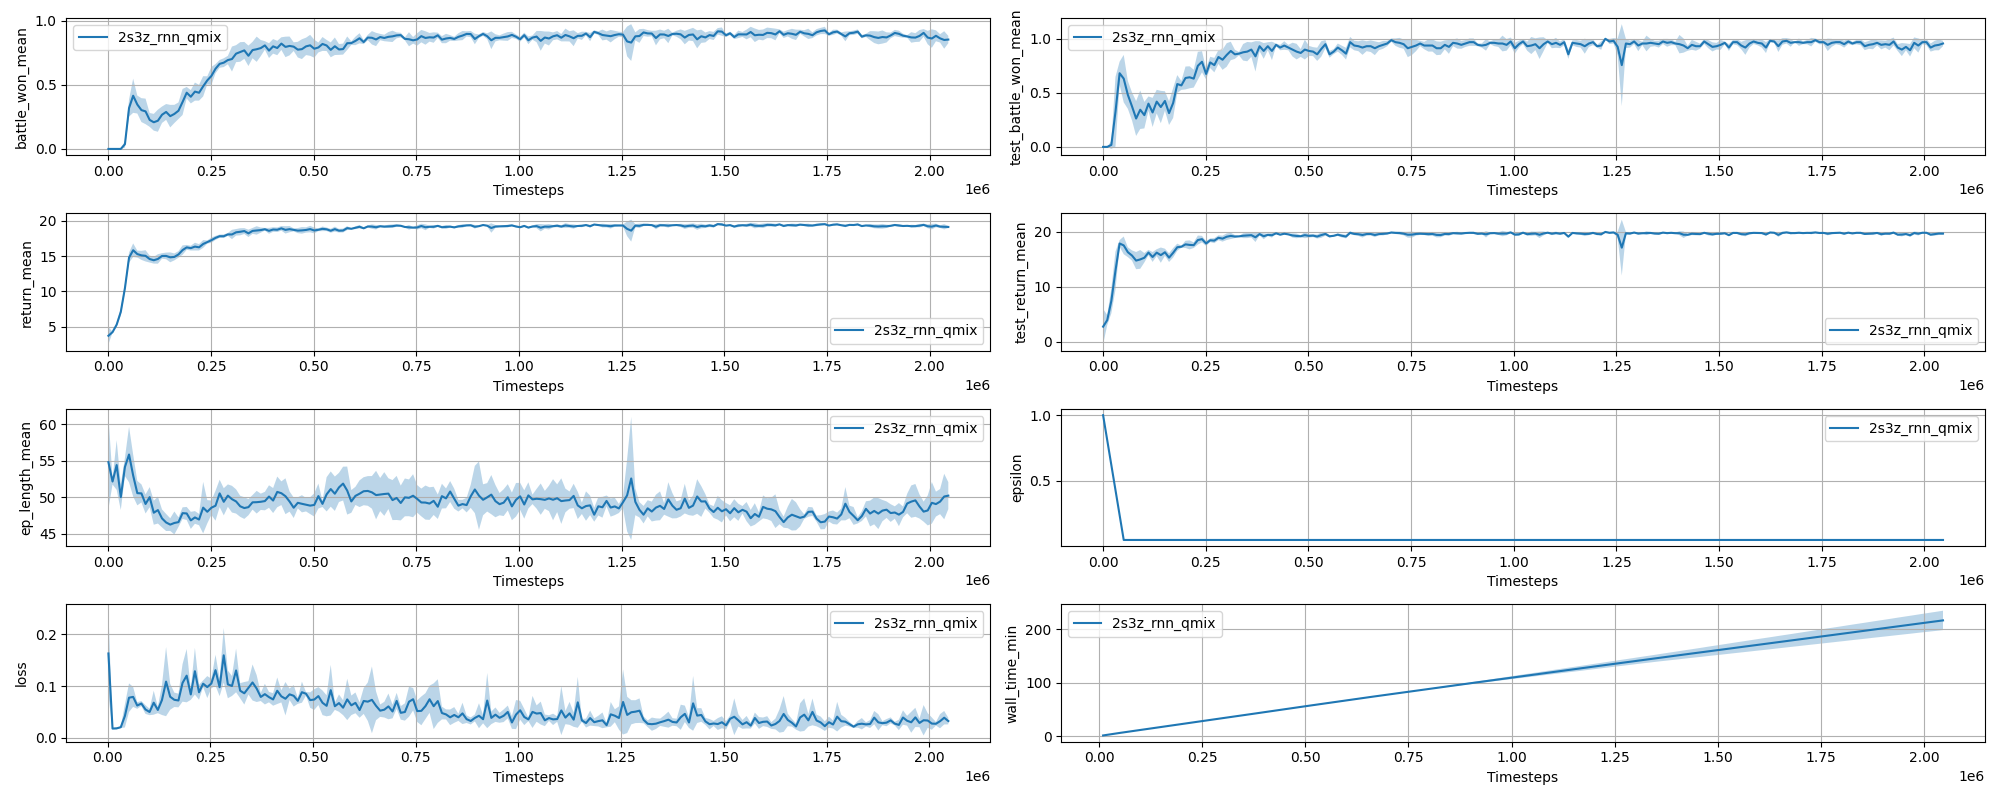 battle_won_mean
1.0
0.5
0.0
2s3z_rnn_qmix
0.00 0.25 0.50 0.75 1.00 1.25 1.50 1.75 2.00
Timesteps
1e6
test_battle_won_mean
1.0
0.5
0.0
2s3z_rnn_qmix
0.00 0.25 0.50 0.75 1.00 1.25 1.50 1.75 2.00
Timesteps
1e6
return_mean
20
15
10
5
2s3z_rnn_qmix
0.00 0.25 0.50 0.75 1.00 1.25 1.50 1.75 2.00
Timesteps
1e6
test_return_mean
20
10
0
2s3z_rnn_qmix
0.00 0.25 0.50 0.75 1.00 1.25 1.50 1.75 2.00
Timesteps
1e6
ep_length_mean
60
55
50
45
2s3z_rnn_qmix
0.00 0.25 0.50 0.75 1.00 1.25 1.50 1.75 2.00
Timesteps
1e6
epsilon
1.0
0.5
2s3z_rnn_qmix
0.00 0.25 0.50 0.75 1.00 1.25 1.50 1.75 2.00
Timesteps
1e6
loss
0.2
0.1
0.0
2s3z_rnn_qmix
0.00 0.25 0.50 0.75 1.00 1.25 1.50 1.75 2.00
Timesteps
1e6
wall_time_min
200
100
0
2s3z_rnn_qmix
0.00 0.25 0.50 0.75 1.00 1.25 1.50 1.75 2.00
Timesteps
1e6